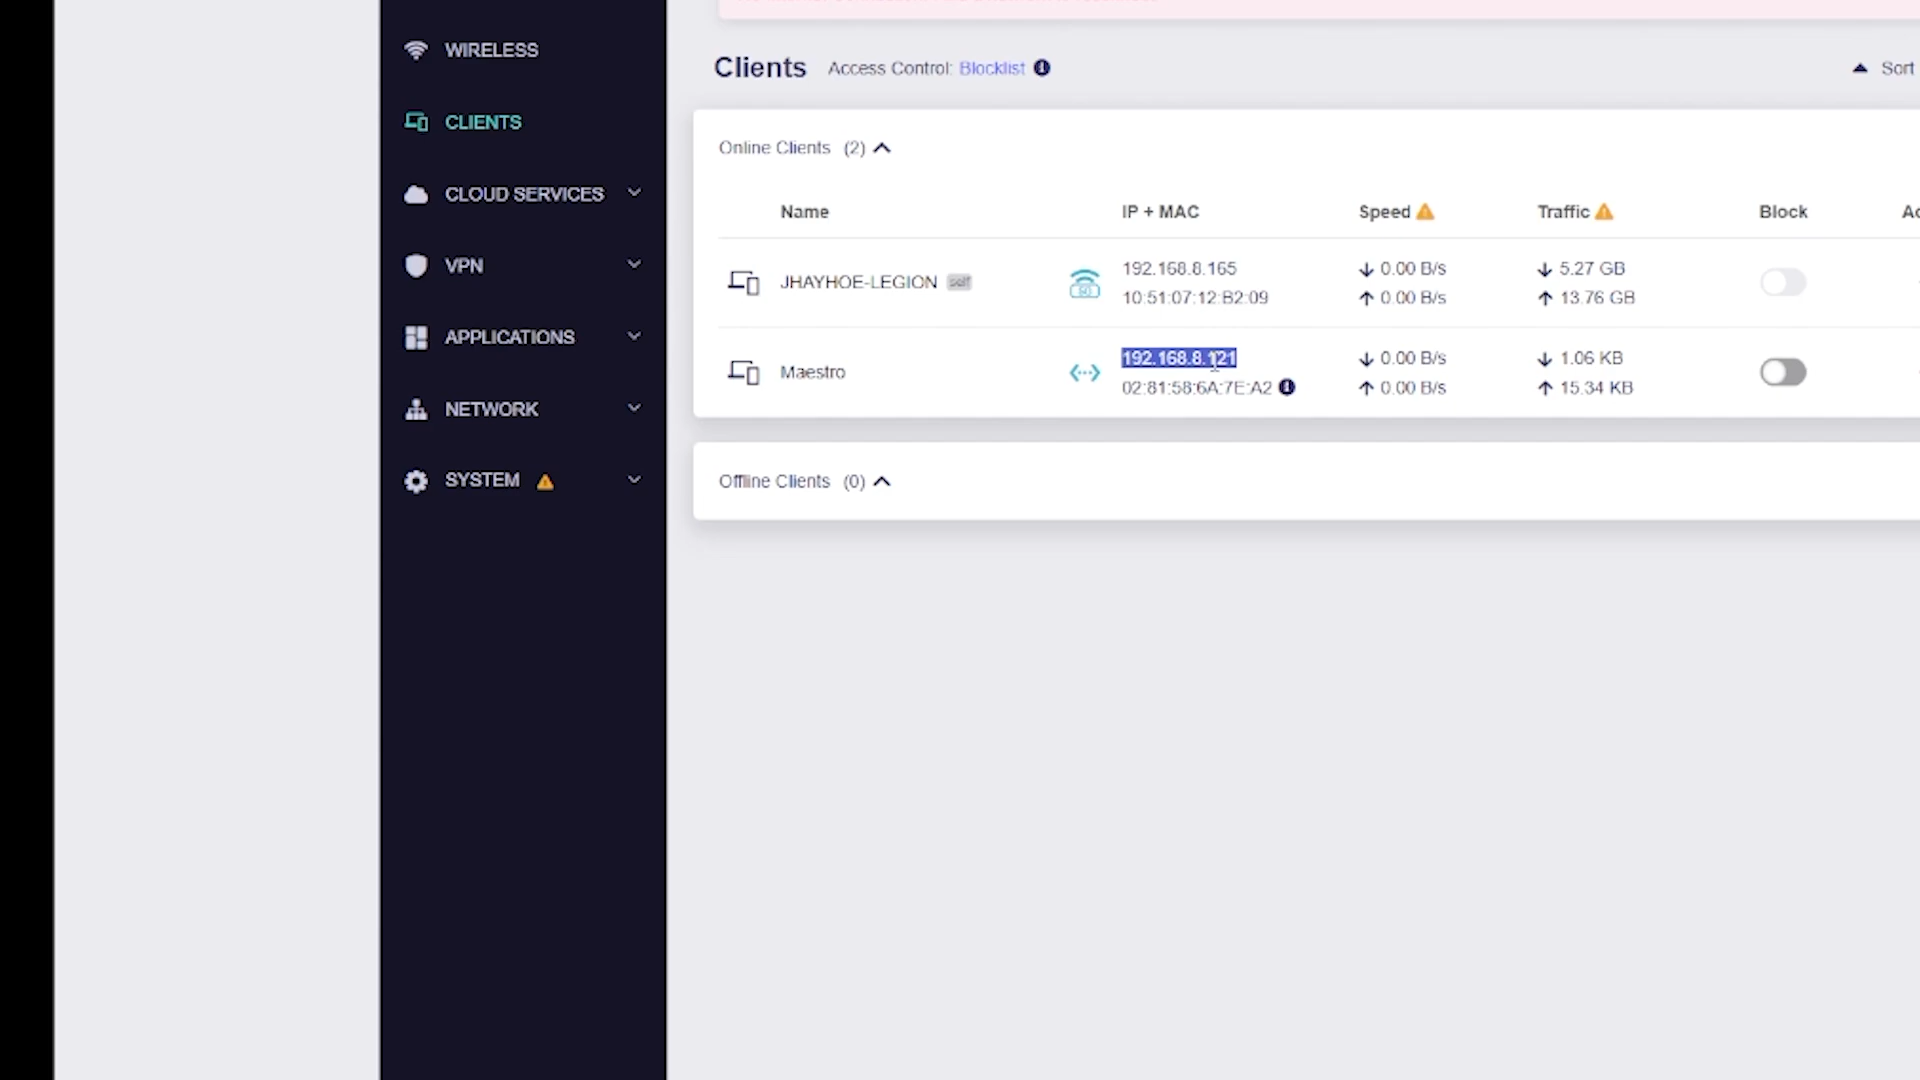 WIRELESS
CLIENTS
CLOUD SERVICES
VPN
APPLICATIONS
NETWORK
SYSTEM
Clients Access Control: Blocklist
Sort
Online Clients (2)
Name IP + MAC Speed Traffic Block
JHAYHOE-LEGION self 192.168.8.165 0.00 B/s 5.27 GB
10:51:07:12:B2:09 0.00 B/s 13.76 GB
Maestro 192.168.8.121 0.00 B/s 1.06 KB
02:81:58:6A:7E:A2 0.00 B/s 15.34 KB
Offline Clients (0)